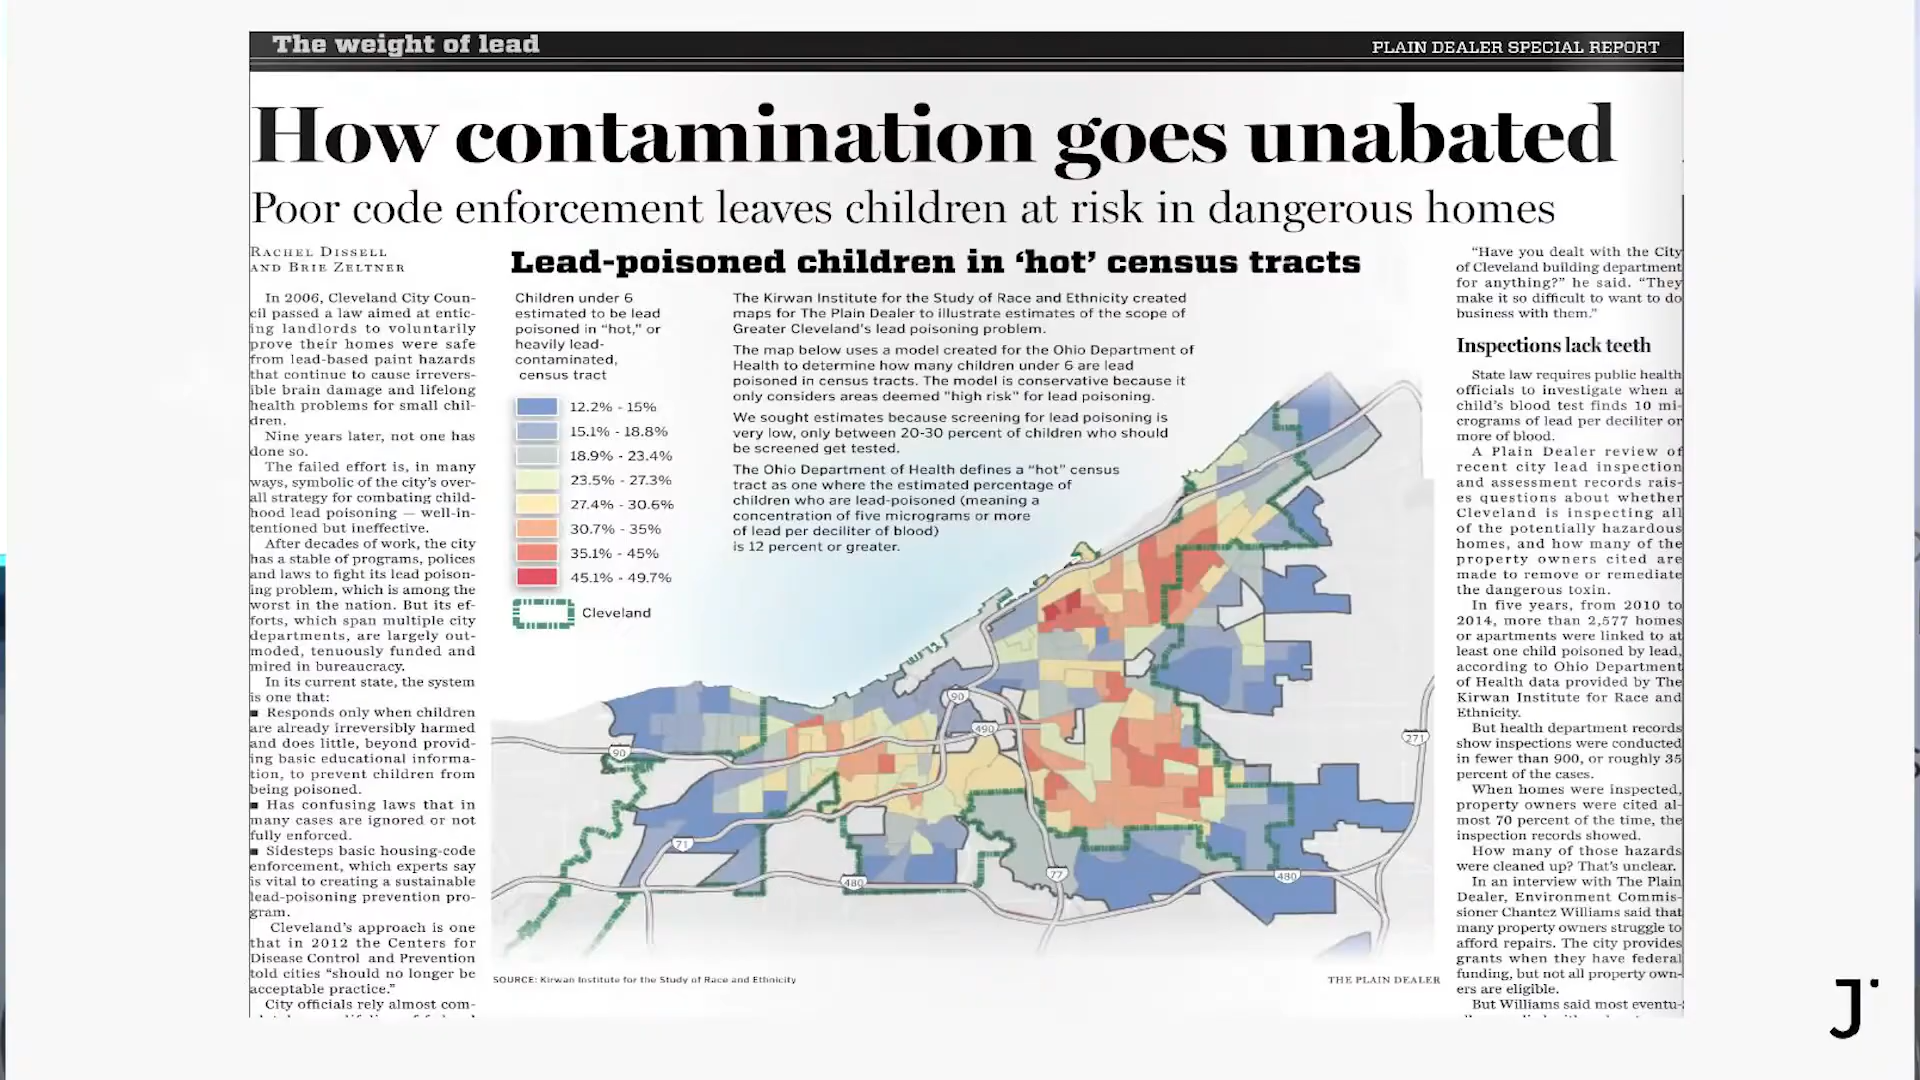 The weight of lead
PLAIN DEALER SPECIAL REPORT
How contamination goes unabated
Poor code enforcement leaves children at risk in dangerous homes
RACHEL DISSELL
AND BRIE ZELTNER
In 2006, Cleveland City Coun-
cil passed a law aimed at entic-
ing landlords to voluntarily
prove their homes were safe
from lead-based paint hazards
that continue to cause irrevers-
ible brain damage and lifelong
health problems for small chil-
dren.
Nine years later, not one has
done so.
The failed effort is, in many
ways, symbolic of the city's over-
all strategy for combating child-
hood lead poisoning — well-in-
tentioned but ineffective.
After decades of work, the city
has a stable of programs, polices
and laws to fight its lead poison-
ing problem, which is among the
worst in the nation. But its ef-
forts, which span multiple city
departments, are largely out-
moded, tenuously funded and
mired in bureaucracy.
In its current state, the system
is one that:
■ Responds only when children
are already irreversibly harmed
and does little, beyond provid-
ing basic educational informa-
tion, to prevent children from
being poisoned.
■ Has confusing laws that in
many cases are ignored or not
fully enforced.
■ Sidesteps basic housing-code
enforcement, which experts say
is vital to creating a sustainable
lead-poisoning prevention pro-
gram.
Cleveland's approach is one
that in 2012 the Centers for
Disease Control and Prevention
told cities "should no longer be
acceptable practice."
City officials rely almost com-
Lead-poisoned children in 'hot' census tracts
Children under 6
estimated to be lead
poisoned in "hot," or
heavily lead-
contaminated,
census tract
12.2% - 15%
15.1% - 18.8%
18.9% - 23.4%
23.5% - 27.3%
27.4% - 30.6%
30.7% - 35%
35.1% - 45%
45.1% - 49.7%
Cleveland
The Kirwan Institute for the Study of Race and Ethnicity created
maps for The Plain Dealer to illustrate estimates of the scope of
Greater Cleveland's lead poisoning problem.
The map below uses a model created for the Ohio Department of
Health to determine how many children under 6 are lead
poisoned in census tracts. The model is conservative because it
only considers areas deemed "high risk" for lead poisoning.
We sought estimates because screening for lead poisoning is
very low, only between 20-30 percent of children who should
be screened get tested.
The Ohio Department of Health defines a "hot" census
tract as one where the estimated percentage of
children who are lead-poisoned (meaning a
concentration of five micrograms or more
of lead per deciliter of blood)
is 12 percent or greater.
90
490
90
271
71
480
77
480
SOURCE: Kirwan Institute for the Study of Race and Ethnicity
THE PLAIN DEALER
"Have you dealt with the City
of Cleveland building department
for anything?" he said. "They
make it so difficult to want to do
business with them."
Inspections lack teeth
State law requires public health
officials to investigate when a
child's blood test finds 10 mi-
crograms of lead per deciliter or
more of blood.
A Plain Dealer review of
recent city lead inspection
and assessment records rais-
es questions about whether
Cleveland is inspecting all
of the potentially hazardous
homes, and how many of the
property owners cited are
made to remove or remediate
the dangerous toxin.
In five years, from 2010 to
2014, more than 2,577 homes
or apartments were linked to at
least one child poisoned by lead,
according to Ohio Department
of Health data provided by The
Kirwan Institute for Race and
Ethnicity.
But health department records
show inspections were conducted
in fewer than 900, or roughly 35
percent of the cases.
When homes were inspected,
property owners were cited al-
most 70 percent of the time, the
inspection records showed.
How many of those hazards
were cleaned up? That's unclear.
In an interview with The Plain
Dealer, Environment Commis-
sioner Chantez Williams said that
many property owners struggle to
afford repairs. The city provides
grants when they have federal
funding, but not all property own-
ers are eligible.
But Williams said most eventu-
J